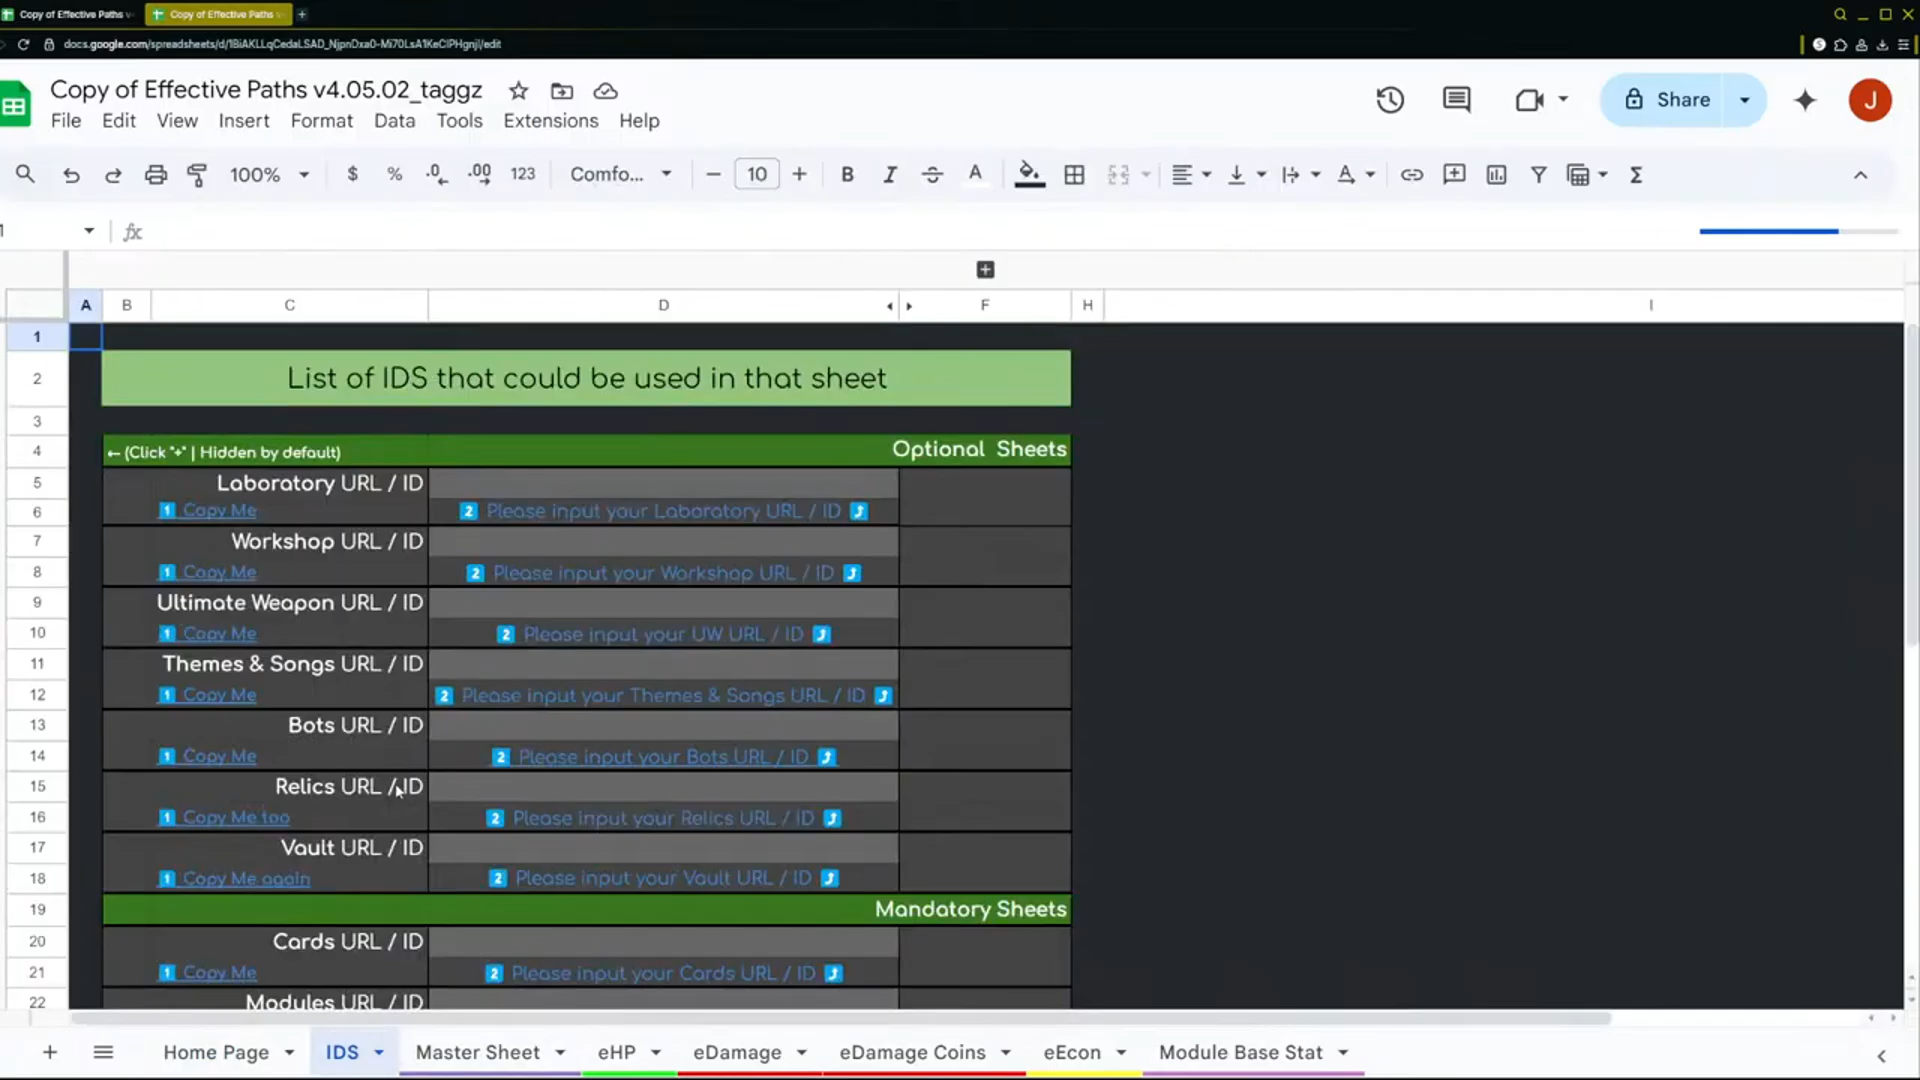 Copy of Effective Paths v
Copy of Effective Paths v
docs.google.com/spreadsheets/d/1BiAKLLqCedaLSAD_NjpnDxa0-Mi70LsA1KeCIPHgnjI/edit
Copy of Effective Paths v4.05.02_taggz
File Edit View Insert Format Data Tools Extensions Help
Share
J
100% $ % .0 .00 123 Comfo... 10 B I A A Σ
fx
A B C D F H I
1
2 List of IDS that could be used in that sheet
3
4 ← (Click "+" | Hidden by default) Optional Sheets
5 Laboratory URL / ID
6 1 Copy Me 2 Please input your Laboratory URL / ID
7 Workshop URL / ID
8 1 Copy Me 2 Please input your Workshop URL / ID
9 Ultimate Weapon URL / ID
10 1 Copy Me 2 Please input your UW URL / ID
11 Themes & Songs URL / ID
12 1 Copy Me 2 Please input your Themes & Songs URL / ID
13 Bots URL / ID
14 1 Copy Me 2 Please input your Bots URL / ID
15 Relics URL / ID
16 1 Copy Me too 2 Please input your Relics URL / ID
17 Vault URL / ID
18 1 Copy Me again 2 Please input your Vault URL / ID
19 Mandatory Sheets
20 Cards URL / ID
21 1 Copy Me 2 Please input your Cards URL / ID
22 Modules URL / ID
Home Page IDS Master Sheet eHP eDamage eDamage Coins eEcon Module Base Stat